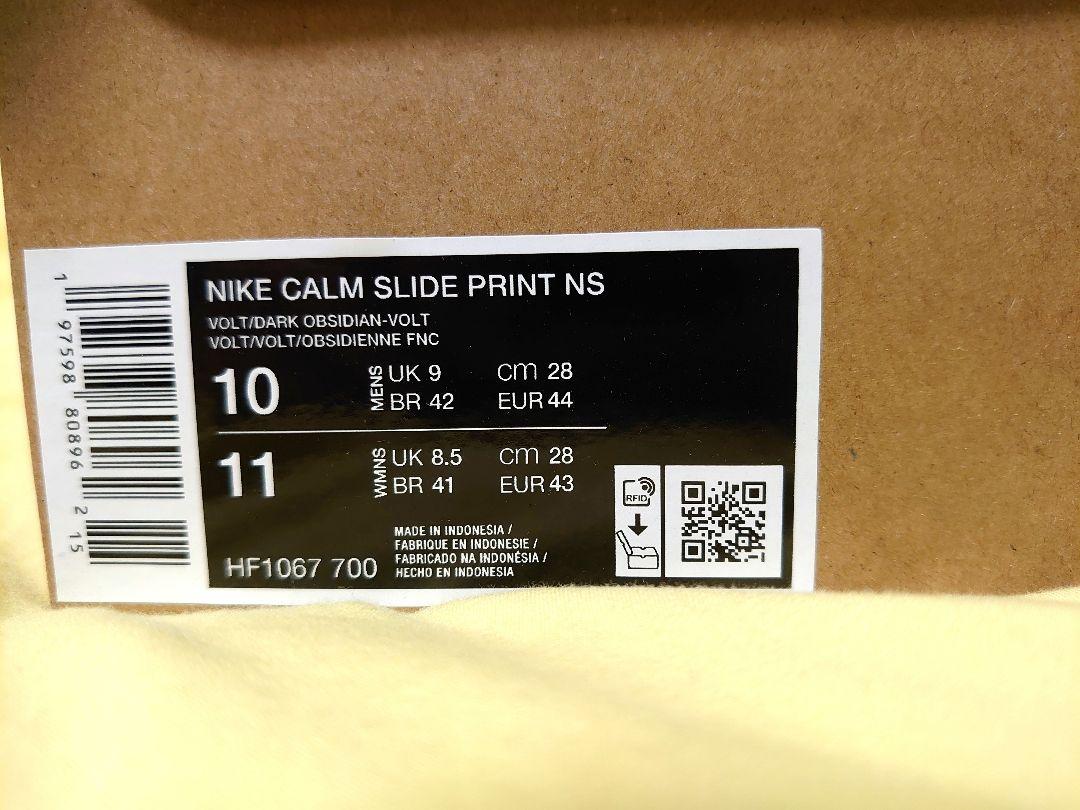 NIKE CALM SLIDE PRINT NS
VOLT/DARK OBSIDIAN-VOLT
VOLT/VOLT/OBSIDIENNE FNC
10 MENS UK 9 cm 28
BR 42 EUR 44
11 WMNS UK 8.5 cm 28
BR 41 EUR 43
MADE IN INDONESIA /
FABRIQUE EN INDONESIE /
FABRICADO NA INDONÉSIA /
HECHO EN INDONESIA
HF1067 700
RFID
1 97598 80896 2 15